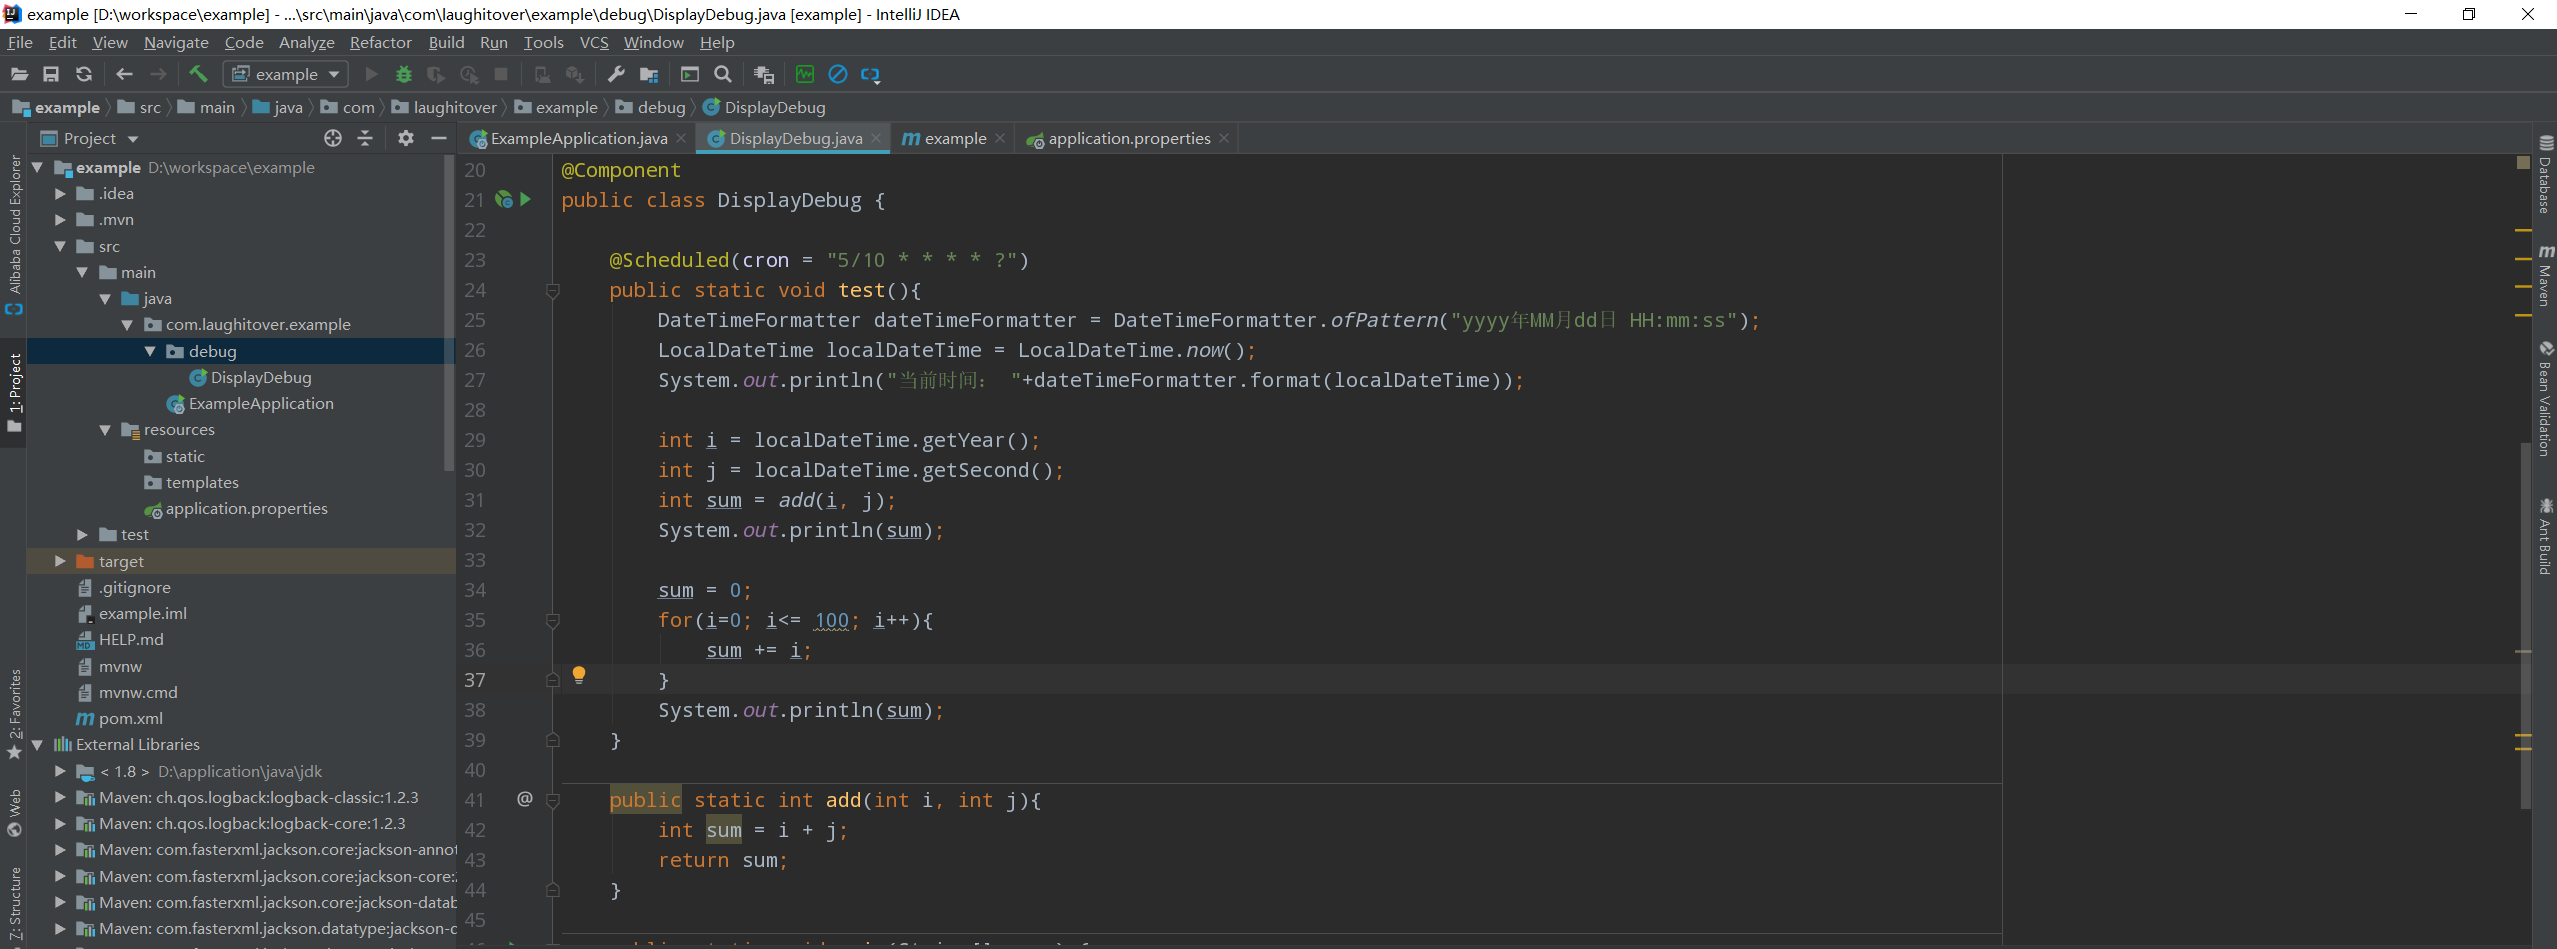 example [D:\workspace\example] - ...\src\main\java\com\laughitover\example\debug\DisplayDebug.java [example] - IntelliJ IDEA
File Edit View Navigate Code Analyze Refactor Build Run Tools VCS Window Help
example
example src main java com laughitover example debug DisplayDebug
Project
ExampleApplication.java DisplayDebug.java example application.properties
Alibaba Cloud Explorer
1: Project
2: Favorites
Web
Z: Structure
example D:\workspace\example
.idea
.mvn
src
main
java
com.laughitover.example
debug
DisplayDebug
ExampleApplication
resources
static
templates
application.properties
test
target
.gitignore
example.iml
HELP.md
mvnw
mvnw.cmd
pom.xml
External Libraries
< 1.8 > D:\application\java\jdk
Maven: ch.qos.logback:logback-classic:1.2.3
Maven: ch.qos.logback:logback-core:1.2.3
Maven: com.fasterxml.jackson.core:jackson-annot
Maven: com.fasterxml.jackson.core:jackson-core:
Maven: com.fasterxml.jackson.core:jackson-datab
Maven: com.fasterxml.jackson.datatype:jackson-
20 @Component
21 public class DisplayDebug {
22
23 @Scheduled(cron = "5/10 * * * * ?")
24 public static void test(){
25 DateTimeFormatter dateTimeFormatter = DateTimeFormatter.ofPattern("yyyy年MM月dd日 HH:mm:ss");
26 LocalDateTime localDateTime = LocalDateTime.now();
27 System.out.println("当前时间： "+dateTimeFormatter.format(localDateTime));
28
29 int i = localDateTime.getYear();
30 int j = localDateTime.getSecond();
31 int sum = add(i, j);
32 System.out.println(sum);
33
34 sum = 0;
35 for(i=0; i<= 100; i++){
36 sum += i;
37 }
38 System.out.println(sum);
39 }
40
41 @ public static int add(int i, int j){
42 int sum = i + j;
43 return sum;
44 }
45
Database
Maven
Bean Validation
Ant Build